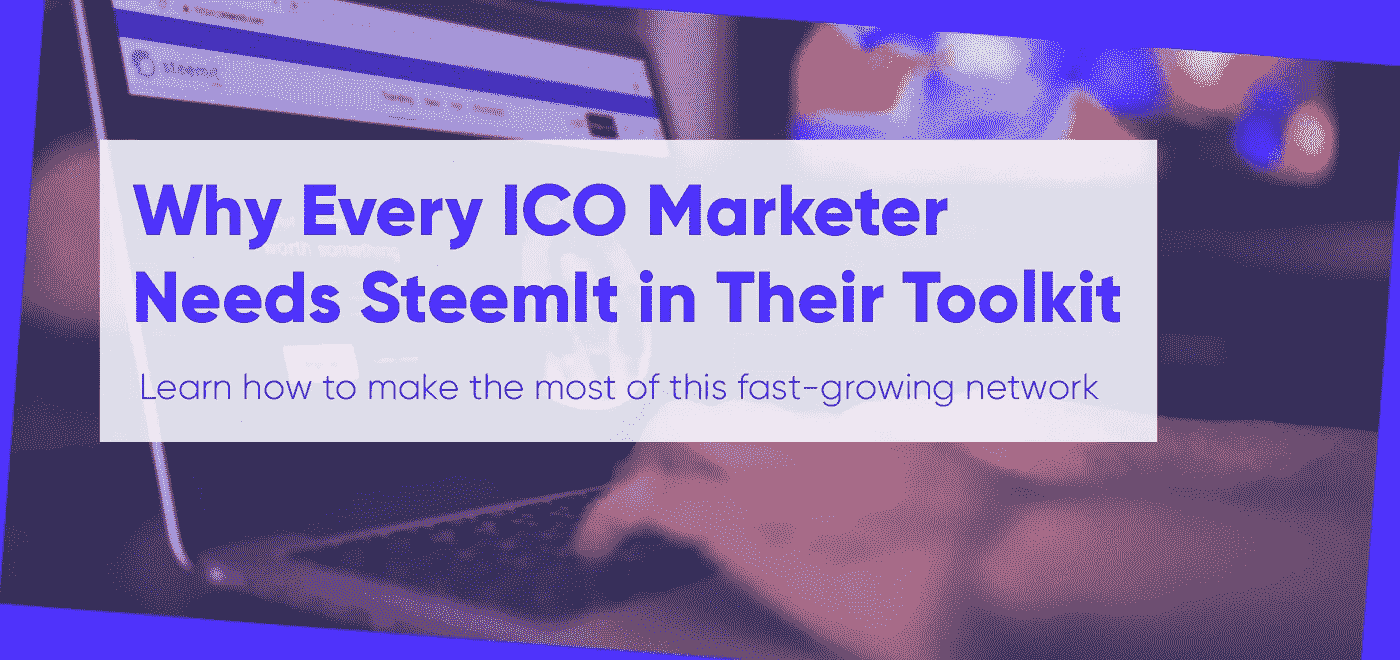 steemit
Why Every ICO Marketer
Needs SteemIt in Their Toolkit
Learn how to make the most of this fast-growing network